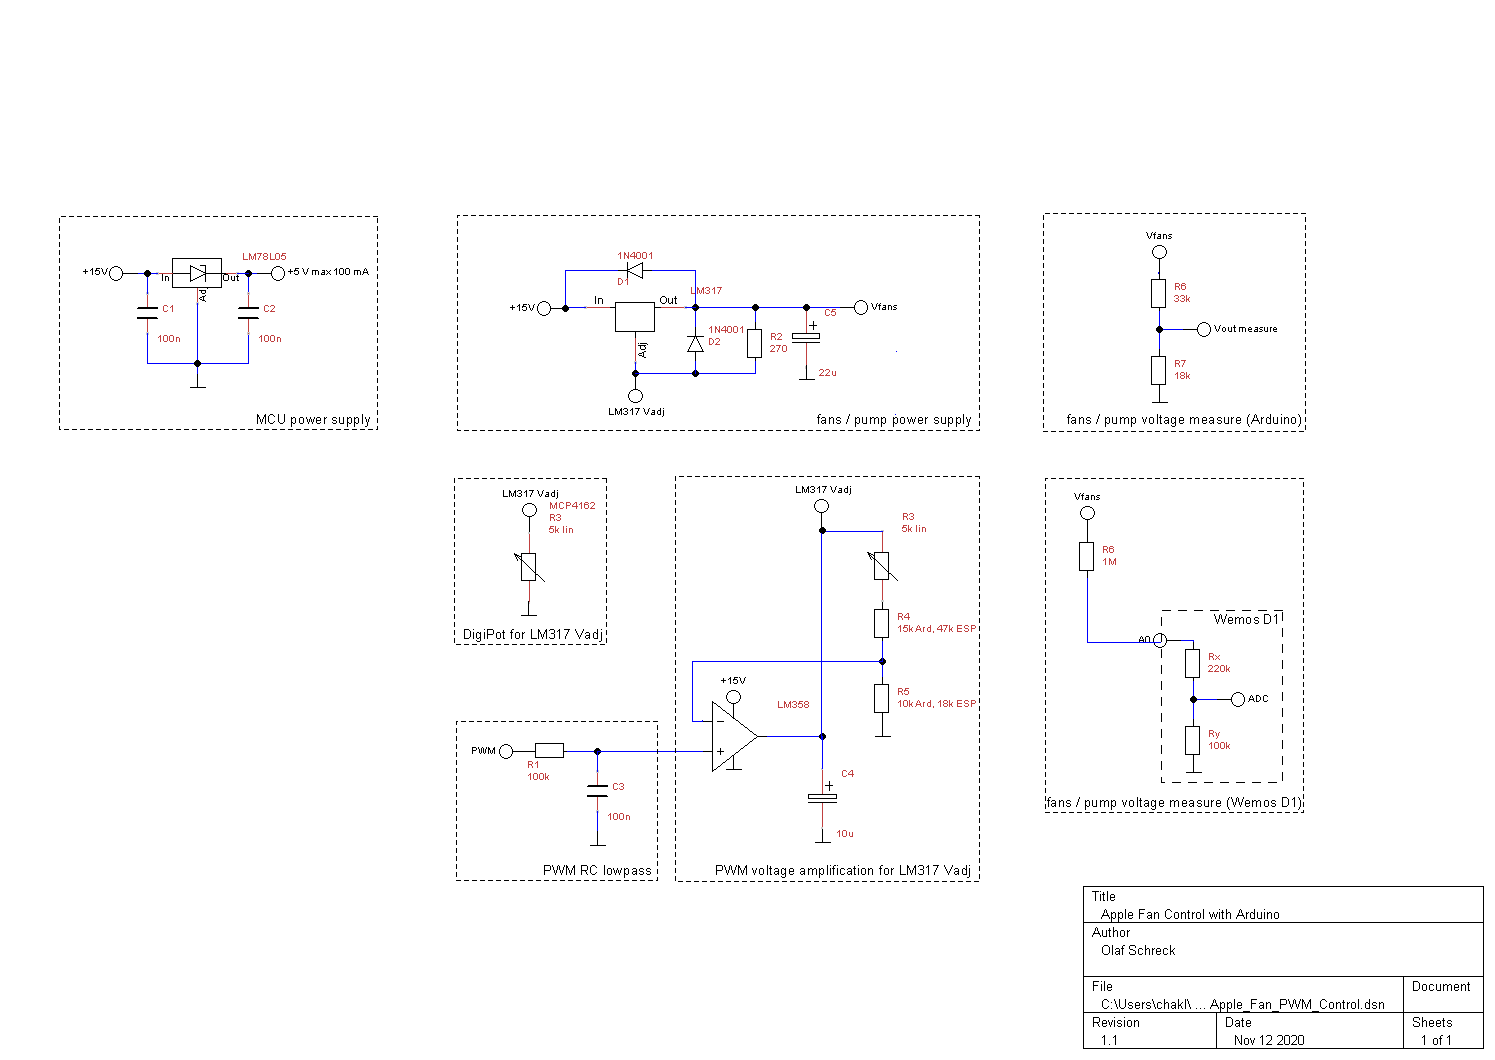 LM78L05
+15V
In
Out
+5 V max 100 mA
Adj
C1
100n
C2
100n
MCU power supply
1N4001
D1
LM317
+15V
In
Out
Vfans
Adj
1N4001
D2
R2
270
C5
+
22u
LM317 Vadj
fans / pump power supply
Vfans
R6
33k
Vout measure
R7
18k
fans / pump voltage measure (Arduino)
LM317 Vadj
MCP4162
R3
5k lin
DigiPot for LM317 Vadj
LM317 Vadj
R3
5k lin
R4
15k Ard, 47k ESP
R5
10k Ard, 18k ESP
+15V
LM358
−
+
C4
+
10u
PWM voltage amplification for LM317 Vadj
PWM
R1
100k
C3
100n
PWM RC lowpass
Vfans
R6
1M
Wemos D1
A0
Rx
220k
ADC
Ry
100k
fans / pump voltage measure (Wemos D1)
Title
Apple Fan Control with Arduino
Author
Olaf Schreck
File
Document
C:\Users\chakl\ ... Apple_Fan_PWM_Control.dsn
Revision
Date
Sheets
1.1
Nov 12 2020
1 of 1